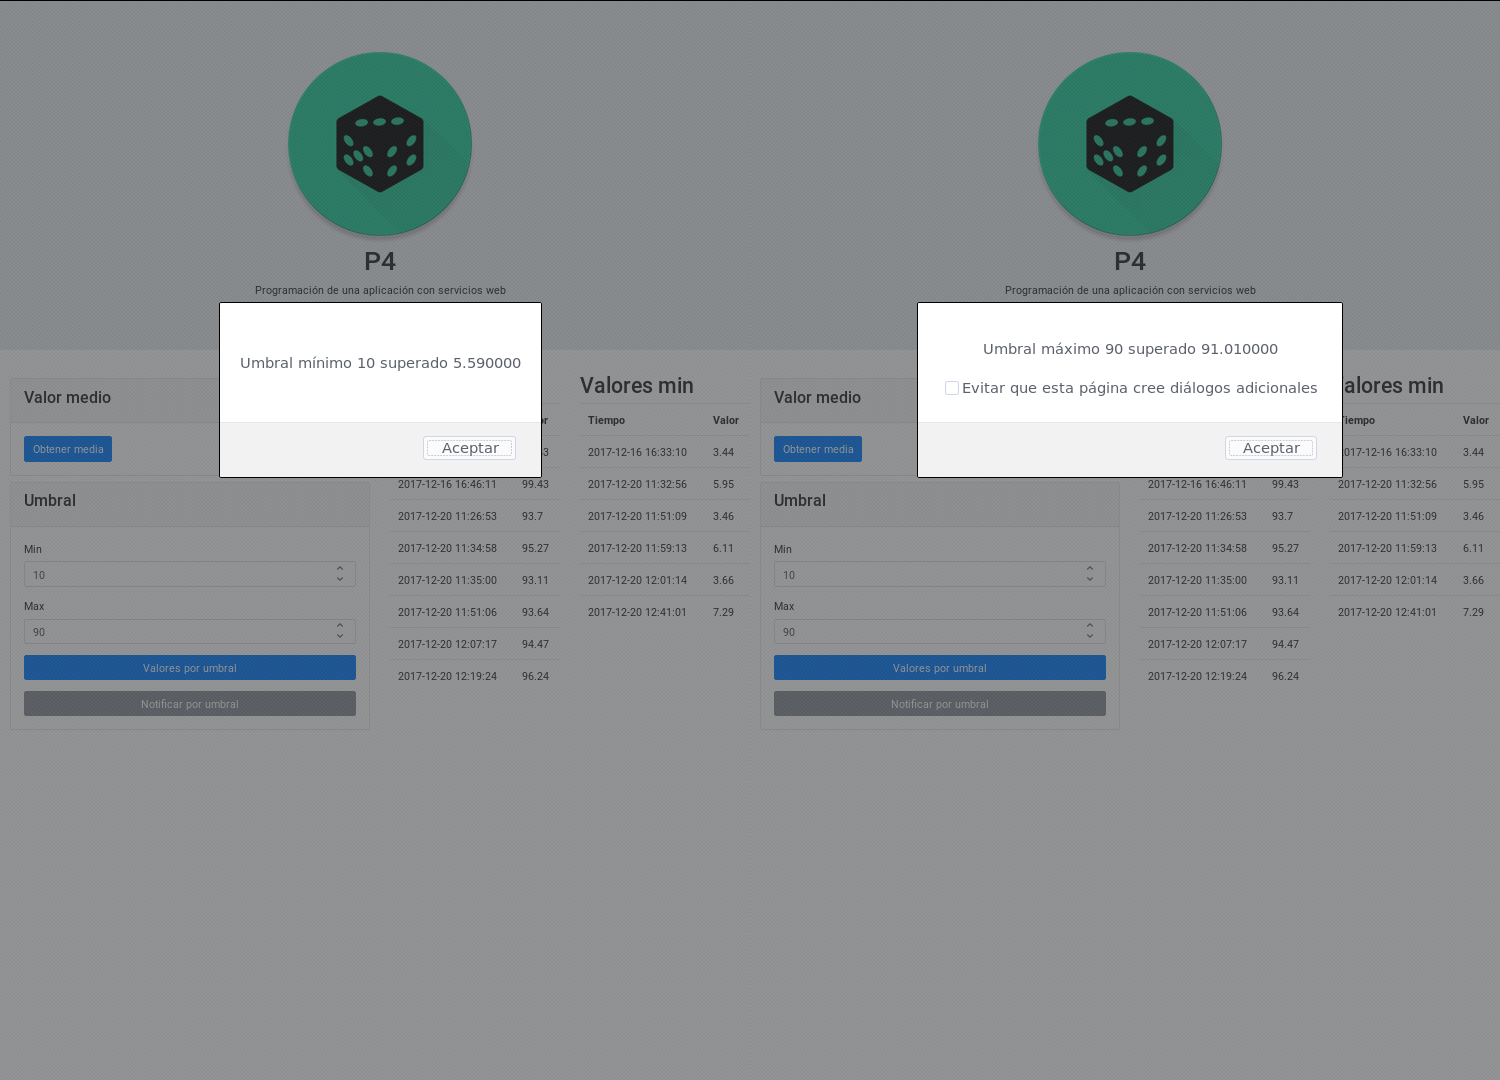 P4
Programación de una aplicación con servicios web
Umbral mínimo 10 superado 5.590000
Aceptar
Valor medio
Obtener media
Umbral
Min
10
Max
90
Valores por umbral
Notificar por umbral
2017-12-16 16:46:11 99.43
2017-12-20 11:26:53 93.7
2017-12-20 11:34:58 95.27
2017-12-20 11:35:00 93.11
2017-12-20 11:51:06 93.64
2017-12-20 12:07:17 94.47
2017-12-20 12:19:24 96.24
Valores min
Tiempo Valor
2017-12-16 16:33:10 3.44
2017-12-20 11:32:56 5.95
2017-12-20 11:51:09 3.46
2017-12-20 11:59:13 6.11
2017-12-20 12:01:14 3.66
2017-12-20 12:41:01 7.29
P4
Programación de una aplicación con servicios web
Umbral máximo 90 superado 91.010000
Evitar que esta página cree diálogos adicionales
Aceptar
Valor medio
Obtener media
Umbral
Min
10
Max
90
Valores por umbral
Notificar por umbral
2017-12-16 16:46:11 99.43
2017-12-20 11:26:53 93.7
2017-12-20 11:34:58 95.27
2017-12-20 11:35:00 93.11
2017-12-20 11:51:06 93.64
2017-12-20 12:07:17 94.47
2017-12-20 12:19:24 96.24
alores min
iempo Valor
017-12-16 16:33:10 3.44
2017-12-20 11:32:56 5.95
2017-12-20 11:51:09 3.46
2017-12-20 11:59:13 6.11
2017-12-20 12:01:14 3.66
2017-12-20 12:41:01 7.29